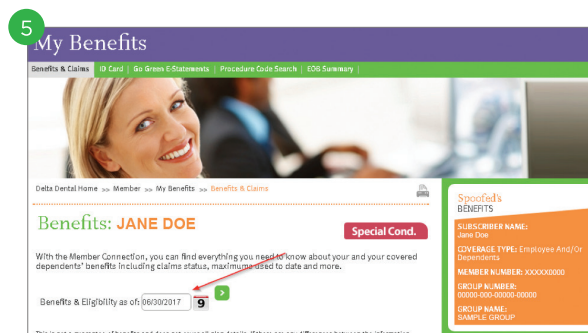 5
My Benefits
Benefits & Claims | ID Card | Go Green E-Statements | Procedure Code Search | EOB Summary |
Delta Dental Home >> Member >> My Benefits >> Benefits & Claims
Benefits: JANE DOE
Special Cond.
With the Member Connection, you can find everything you need to know about your and your covered
dependents' benefits including claims status, maximums used to date and more.
Benefits & Eligibility as of: 06/30/2017
9
Spoofed's
BENEFITS
SUBSCRIBER NAME:
Jane Doe
COVERAGE TYPE: Employee And/Or
Dependents
MEMBER NUMBER: XXXXX0000
GROUP NUMBER:
00000-000-00000-00000
GROUP NAME:
SAMPLE GROUP